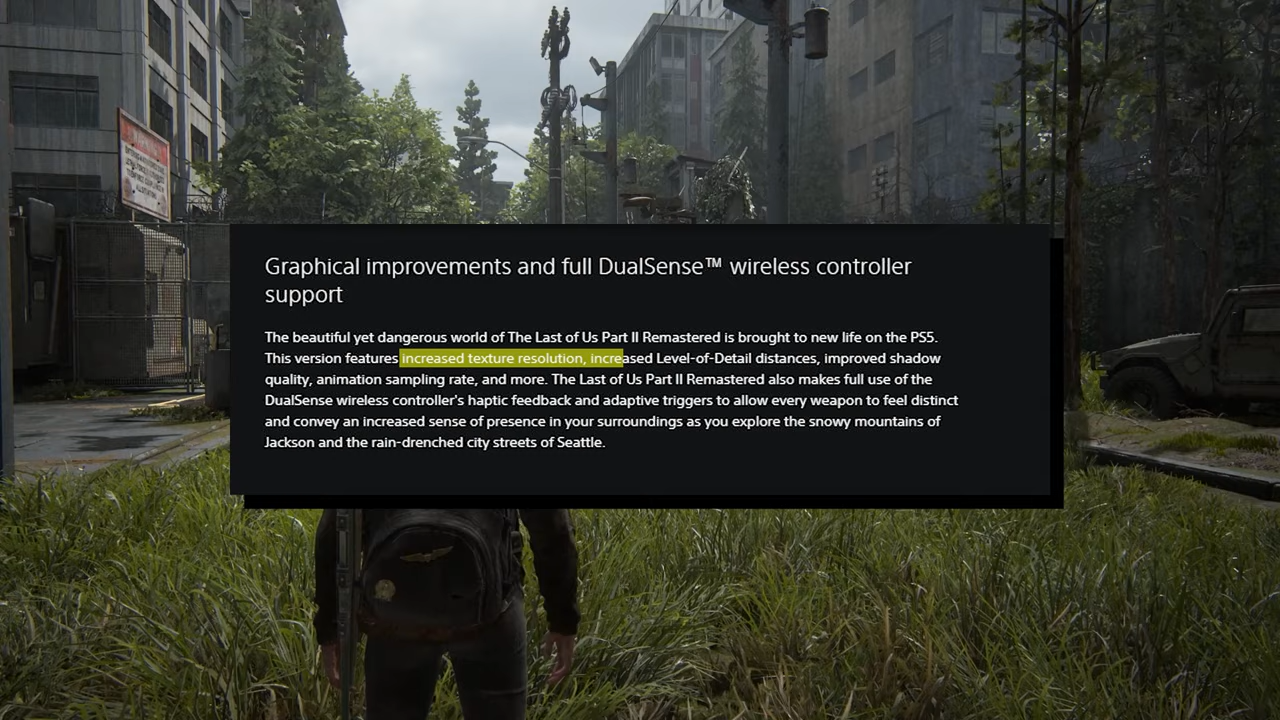 Graphical improvements and full DualSense™ wireless controller
support
The beautiful yet dangerous world of The Last of Us Part II Remastered is brought to new life on the PS5.
This version features increased texture resolution, increased Level-of-Detail distances, improved shadow
quality, animation sampling rate, and more. The Last of Us Part II Remastered also makes full use of the
DualSense wireless controller's haptic feedback and adaptive triggers to allow every weapon to feel distinct
and convey an increased sense of presence in your surroundings as you explore the snowy mountains of
Jackson and the rain-drenched city streets of Seattle.